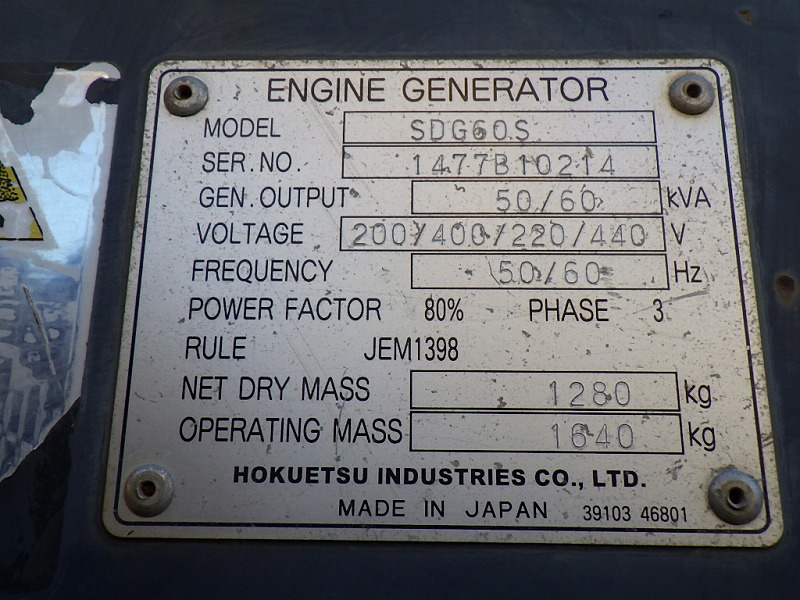 ENGINE GENERATOR
MODEL SDG60S
SER. NO. 1477B10214
GEN. OUTPUT 50/60 kVA
VOLTAGE 200/400/220/440 V
FREQUENCY 50/60 Hz
POWER FACTOR 80% PHASE 3
RULE JEM1398
NET DRY MASS 1280 kg
OPERATING MASS 1640 kg
HOKUETSU INDUSTRIES CO., LTD.
MADE IN JAPAN 39103 46801